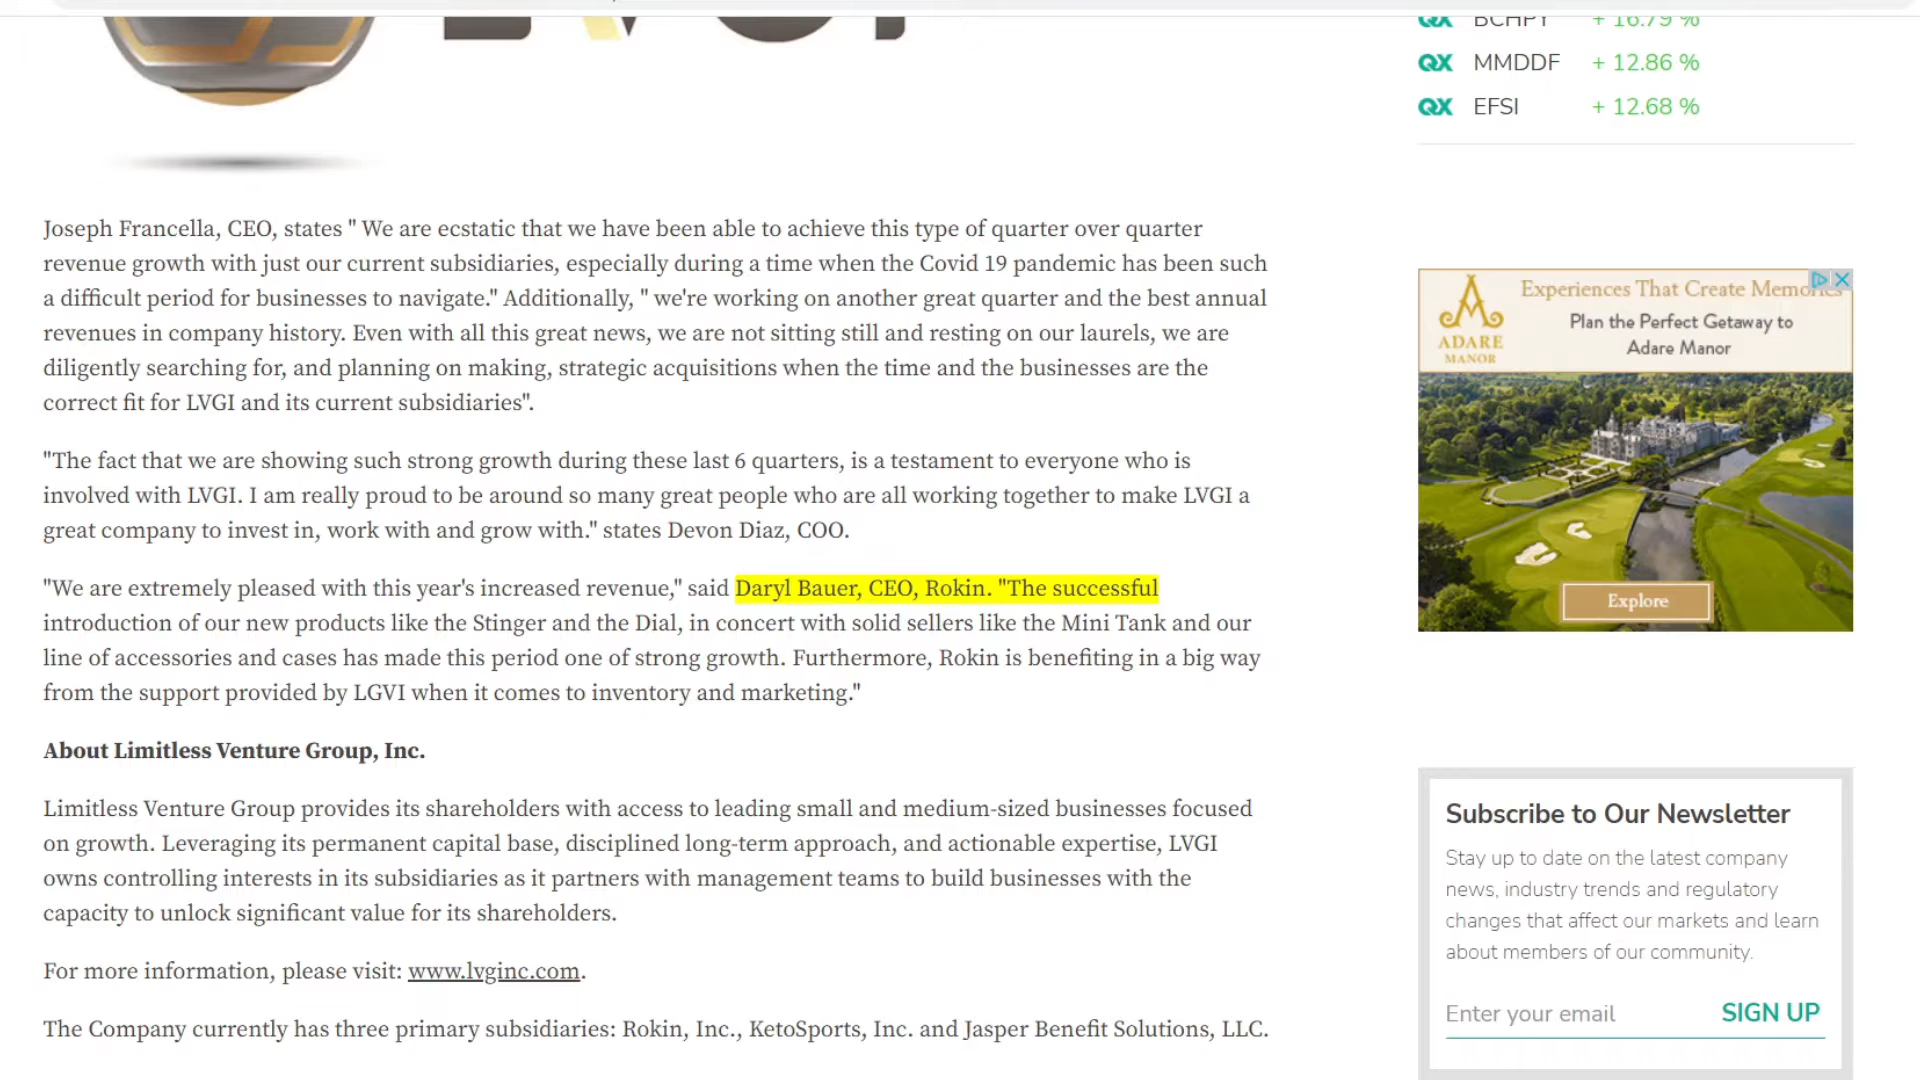 QX BCHPY + 16.79 %
QX MMDDF + 12.86 %
QX EFSI + 12.68 %
Joseph Francella, CEO, states " We are ecstatic that we have been able to achieve this type of quarter over quarter
revenue growth with just our current subsidiaries, especially during a time when the Covid 19 pandemic has been such
a difficult period for businesses to navigate." Additionally, " we're working on another great quarter and the best annual
revenues in company history. Even with all this great news, we are not sitting still and resting on our laurels, we are
diligently searching for, and planning on making, strategic acquisitions when the time and the businesses are the
correct fit for LVGI and its current subsidiaries".
"The fact that we are showing such strong growth during these last 6 quarters, is a testament to everyone who is
involved with LVGI. I am really proud to be around so many great people who are all working together to make LVGI a
great company to invest in, work with and grow with." states Devon Diaz, COO.
"We are extremely pleased with this year's increased revenue," said Daryl Bauer, CEO, Rokin. "The successful
introduction of our new products like the Stinger and the Dial, in concert with solid sellers like the Mini Tank and our
line of accessories and cases has made this period one of strong growth. Furthermore, Rokin is benefiting in a big way
from the support provided by LGVI when it comes to inventory and marketing."
About Limitless Venture Group, Inc.
Limitless Venture Group provides its shareholders with access to leading small and medium-sized businesses focused
on growth. Leveraging its permanent capital base, disciplined long-term approach, and actionable expertise, LVGI
owns controlling interests in its subsidiaries as it partners with management teams to build businesses with the
capacity to unlock significant value for its shareholders.
For more information, please visit: www.lvginc.com.
The Company currently has three primary subsidiaries: Rokin, Inc., KetoSports, Inc. and Jasper Benefit Solutions, LLC.
Experiences That Create Memories
Plan the Perfect Getaway to
Adare Manor
ADARE
MANOR
Explore
Subscribe to Our Newsletter
Stay up to date on the latest company
news, industry trends and regulatory
changes that affect our markets and learn
about members of our community.
Enter your email SIGN UP